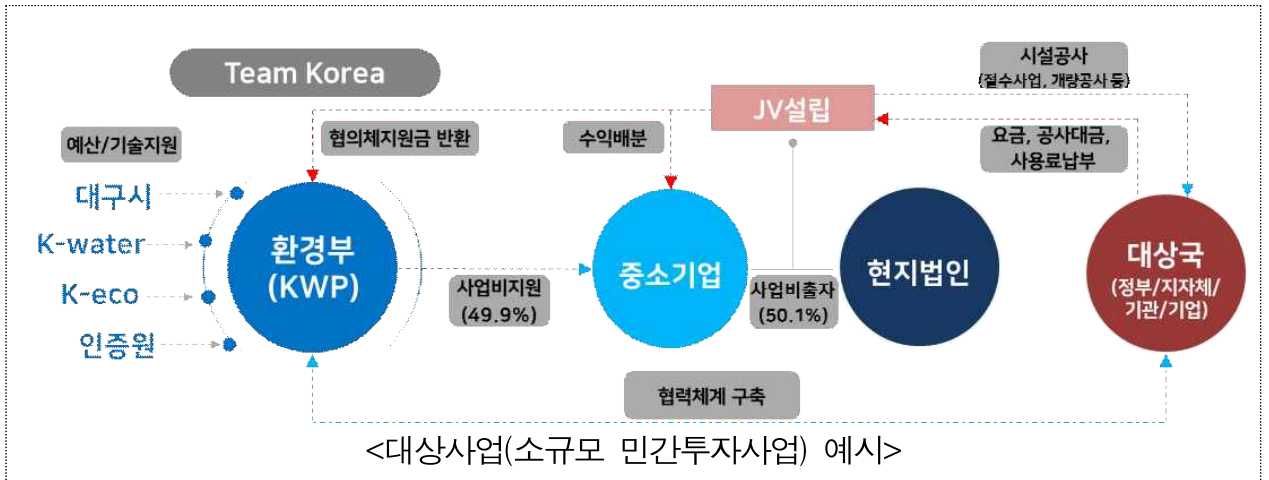 Team Korea
시설공사
(절수사업, 개량공사 등)
JV설립
예산/기술지원
협의체지원금 반환
수익배분
요금, 공사대금,
사용료납부
대구시
K-water
K-eco
인증원
환경부
(KWP)
사업비지원
(49.9%)
중소기업
사업비출자
(50.1%)
현지법인
대상국
(정부/지자체/
기관/기업)
협력체계 구축
<대상사업(소규모 민간투자사업) 예시>